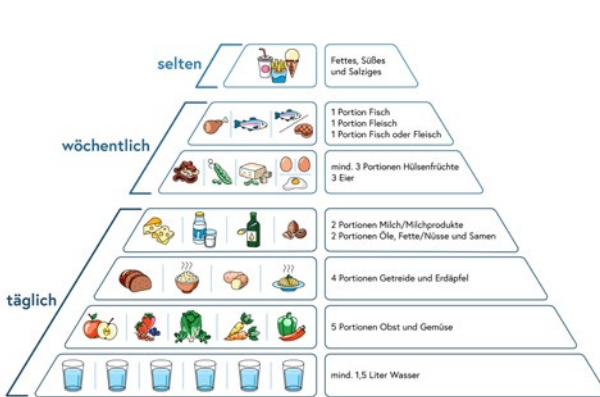 selten
Fettes, Süßes
und Salziges
wöchentlich
1 Portion Fisch
1 Portion Fleisch
1 Portion Fisch oder Fleisch
mind. 3 Portionen Hülsenfrüchte
3 Eier
täglich
2 Portionen Milch/Milchprodukte
2 Portionen Öle, Fette/Nüsse und Samen
4 Portionen Getreide und Erdäpfel
5 Portionen Obst und Gemüse
mind. 1,5 Liter Wasser